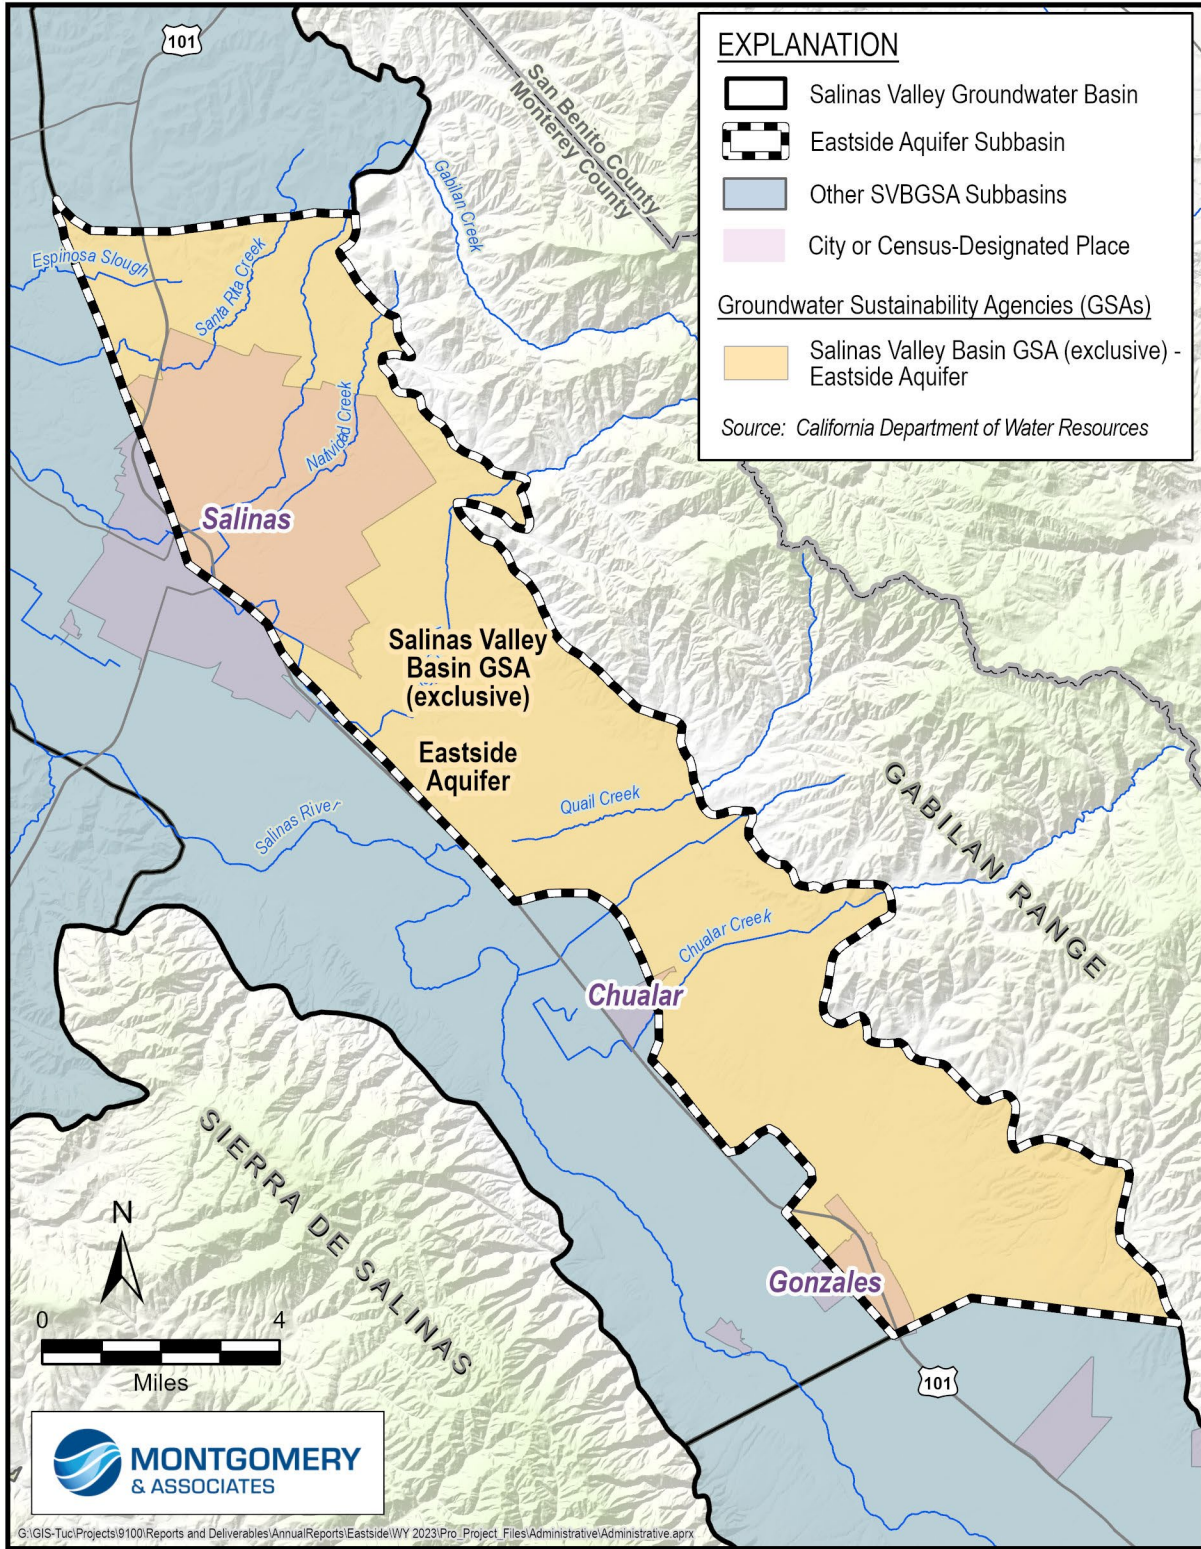 101
San Benito County
Monterey County
EXPLANATION
Salinas Valley Groundwater Basin
Eastside Aquifer Subbasin
Other SVBGSA Subbasins
City or Census-Designated Place
Groundwater Sustainability Agencies (GSAs)
Salinas Valley Basin GSA (exclusive) -
Eastside Aquifer
Source: California Department of Water Resources
Gabilan Creek
Espinosa Slough
Santa Rita Creek
Natividad Creek
Salinas
Salinas Valley
Basin GSA
(exclusive)
Eastside
Aquifer
Quail Creek
Salinas River
GABILAN RANGE
Chualar Creek
Chualar
SIERRA DE SALINAS
N
Gonzales
0 4
Miles
101
MONTGOMERY
& ASSOCIATES
G:\GIS-Tuc\Projects\9100\Reports and Deliverables\AnnualReports\Eastside\WY 2023\Pro_Project_Files\Administrative\Administrative.aprx